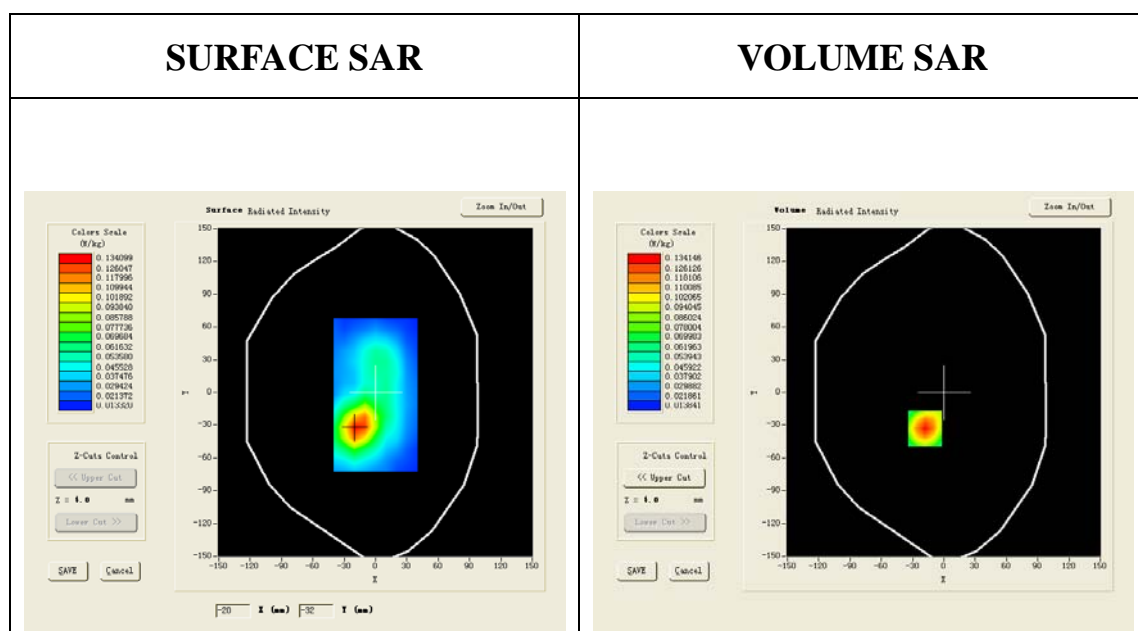 SURFACE SAR
VOLUME SAR
Surface Radiated Intensity
Zoom In/Out
Colors Scale
(W/kg)
0.134099
0.126047
0.117996
0.109944
0.101892
0.093840
0.085788
0.077736
0.069684
0.061632
0.053580
0.045528
0.037476
0.029424
0.021372
0.013320
150
120
90
60
30
0
-30
-60
-90
-120
-150
Y
-150 -120 -90 -60 -30 0 30 60 90 120 150
X
Z-Cuts Control
<< Upper Cut
Z = 4.0 mm
Lower Cut >>
SAVE
Cancel
-20 X (mm) -32 Y (mm)
Volume Radiated Intensity
Zoom In/Out
Colors Scale
(W/kg)
0.134146
0.126126
0.118106
0.110085
0.102065
0.094045
0.086024
0.078004
0.069983
0.061963
0.053943
0.045922
0.037902
0.029882
0.021861
0.013841
150
120
90
60
30
0
-30
-60
-90
-120
-150
Y
-150 -120 -90 -60 -30 0 30 60 90 120 150
X
Z-Cuts Control
<< Upper Cut
Z = 4.0 mm
Lower Cut >>
SAVE
Cancel